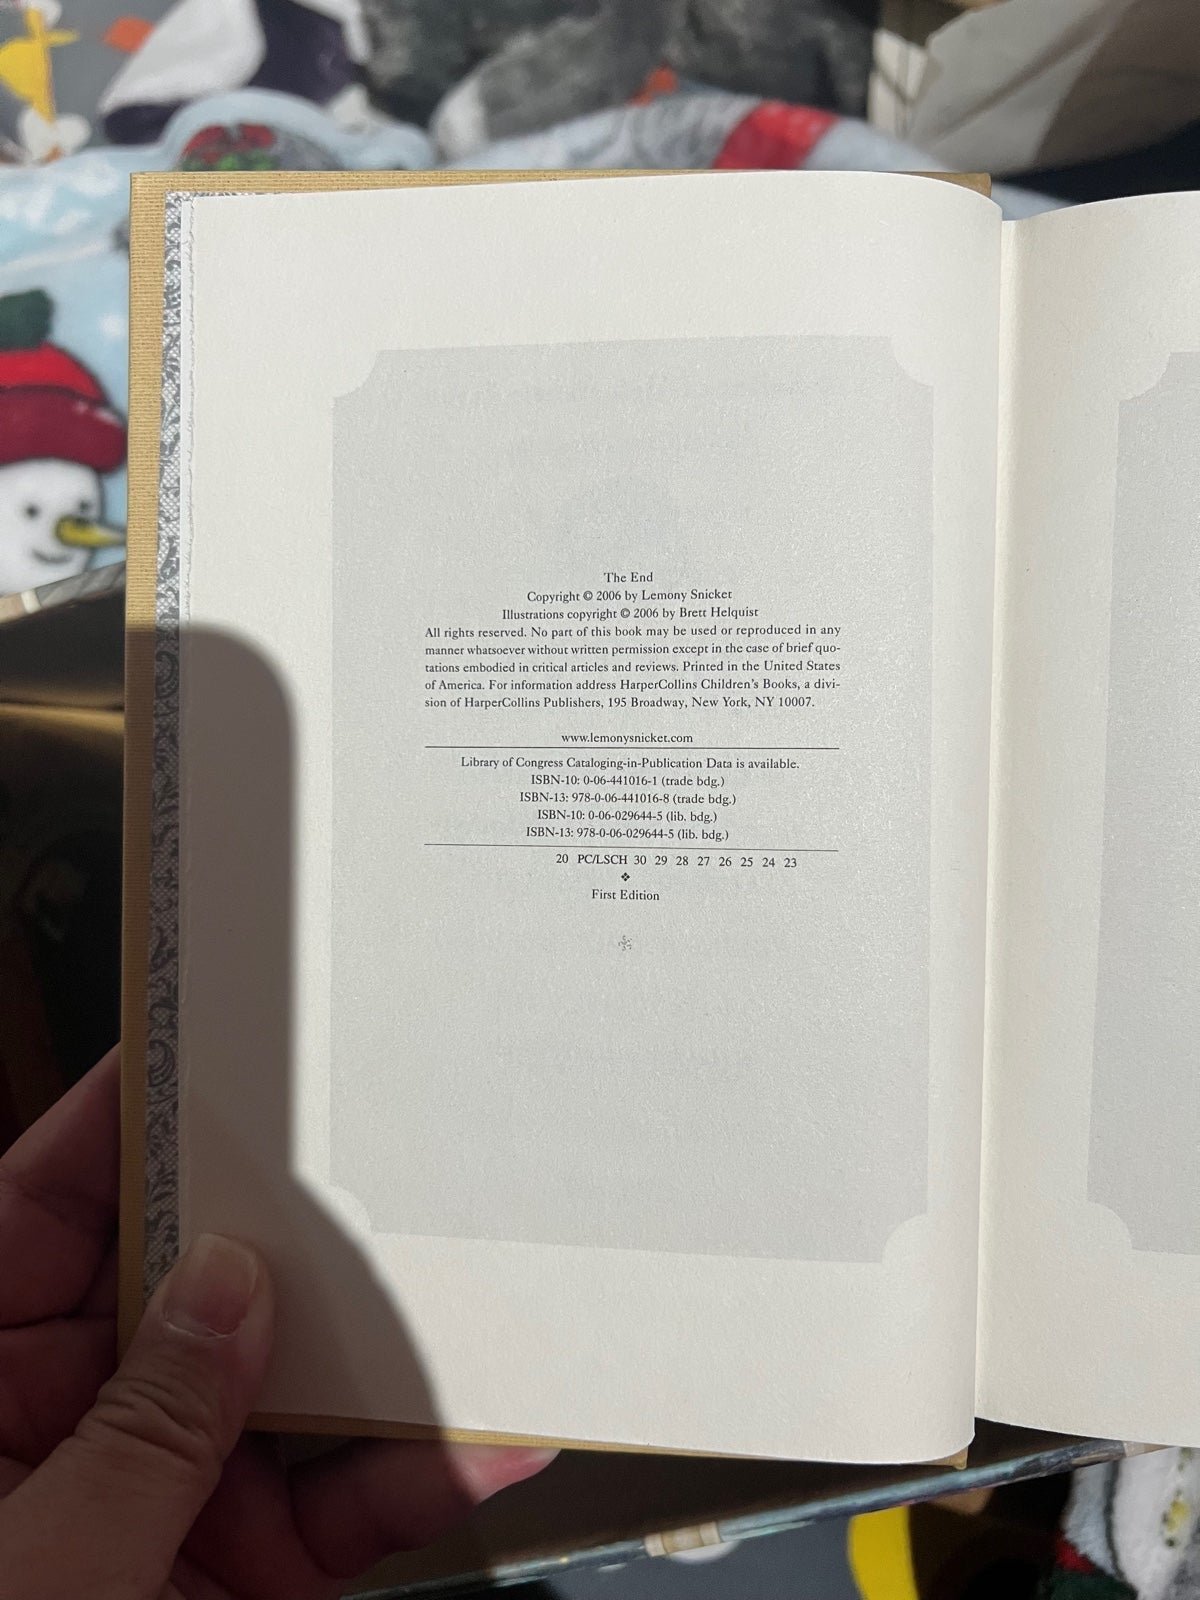 The End
Copyright © 2006 by Lemony Snicket
Illustrations copyright © 2006 by Brett Helquist
All rights reserved. No part of this book may be used or reproduced in any
manner whatsoever without written permission except in the case of brief quo-
tations embodied in critical articles and reviews. Printed in the United States
of America. For information address HarperCollins Children's Books, a divi-
sion of HarperCollins Publishers, 195 Broadway, New York, NY 10007.
www.lemonysnicket.com
Library of Congress Cataloging-in-Publication Data is available.
ISBN-10: 0-06-441016-1 (trade bdg.)
ISBN-13: 978-0-06-441016-8 (trade bdg.)
ISBN-10: 0-06-029644-5 (lib. bdg.)
ISBN-13: 978-0-06-029644-5 (lib. bdg.)
20 PC/LSCH 30 29 28 27 26 25 24 23
❖
First Edition